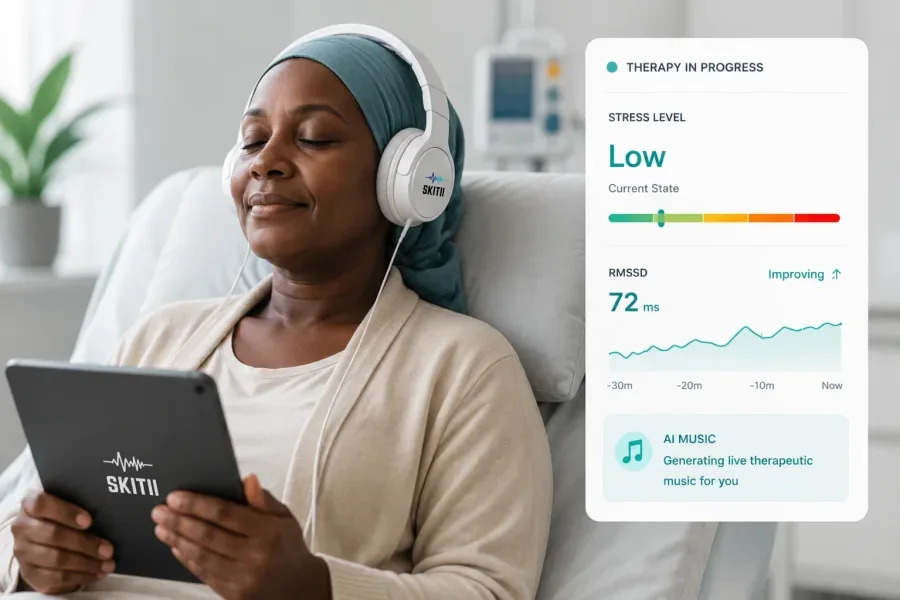 SKITII
SKITII
THERAPY IN PROGRESS
STRESS LEVEL
Low
Current State
RMSSD
Improving ↑
72 ms
-30m -20m -10m Now
AI MUSIC
Generating live therapeutic
music for you